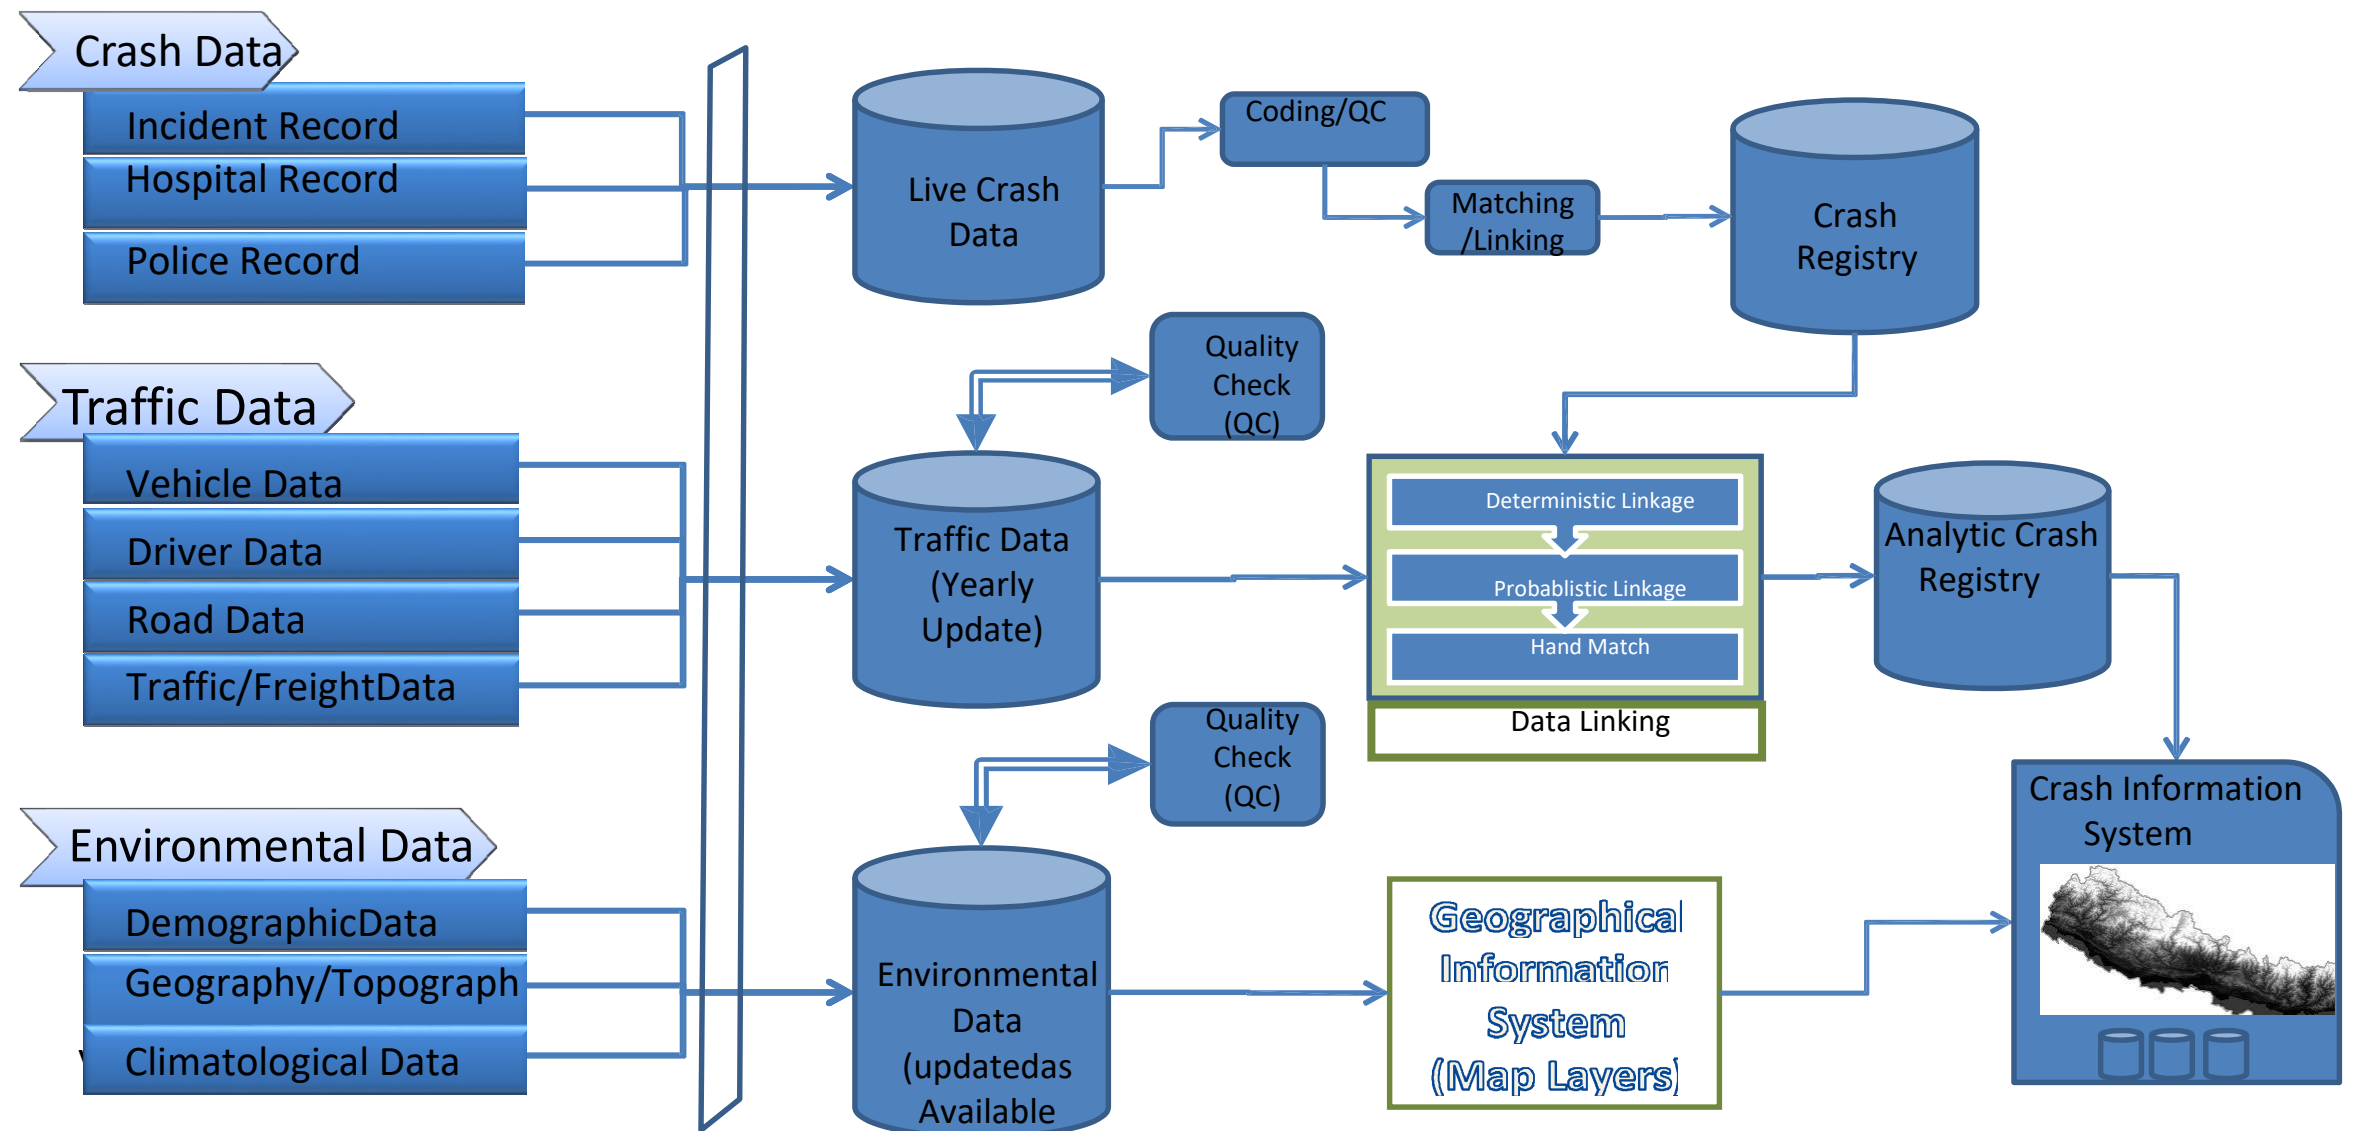 Crash Data
Incident Record
Hospital Record
Police Record
Live Crash
Data
Coding/QC
Matching
/Linking
Crash
Registry
Traffic Data
Vehicle Data
Driver Data
Road Data
Traffic/FreightData
Quality
Check
(QC)
Traffic Data
(Yearly
Update)
Deterministic Linkage
Probablistic Linkage
Hand Match
Data Linking
Analytic Crash
Registry
Environmental Data
DemographicData
Geography/Topograph
Climatological Data
Quality
Check
(QC)
Environmental
Data
(updatedas
Available
Geographical
Information
System
(Map Layers)
Crash Information
System